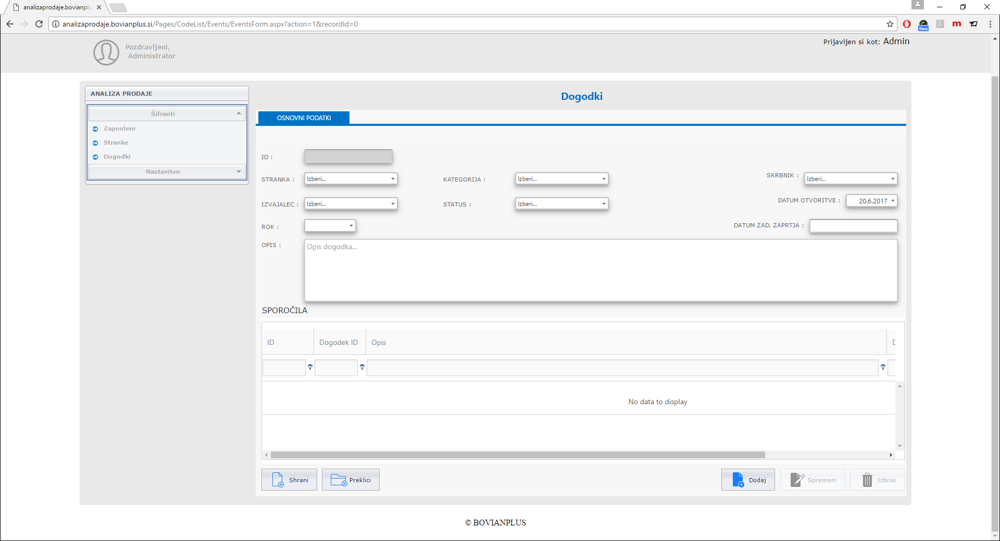 analizaprodaje.bovianplu
analizaprodaje.bovianplus.si/Pages/CodeList/Events/EventsForm.aspx?action=1&recordId=0
New
m
Pozdravljeni,
Administrator
Prijavljen si kot: Admin
ANALIZA PRODAJE
Šifranti
Zaposleni
Stranke
Dogodki
Nastavitve
Dogodki
OSNOVNI PODATKI
ID :
STRANKA : Izberi... KATEGORIJA : Izberi... SKRBNIK : Izberi...
IZVAJALEC : Izberi... STATUS : Izberi... DATUM OTVORITVE : 20.6.2017
ROK : DATUM ZAD. ZAPRTJA :
OPIS : Opis dogodka...
SPOROČILA
ID Dogodek ID Opis
No data to display
Shrani Preklici Dodaj Spremeni Izbrisi
© BOVIANPLUS